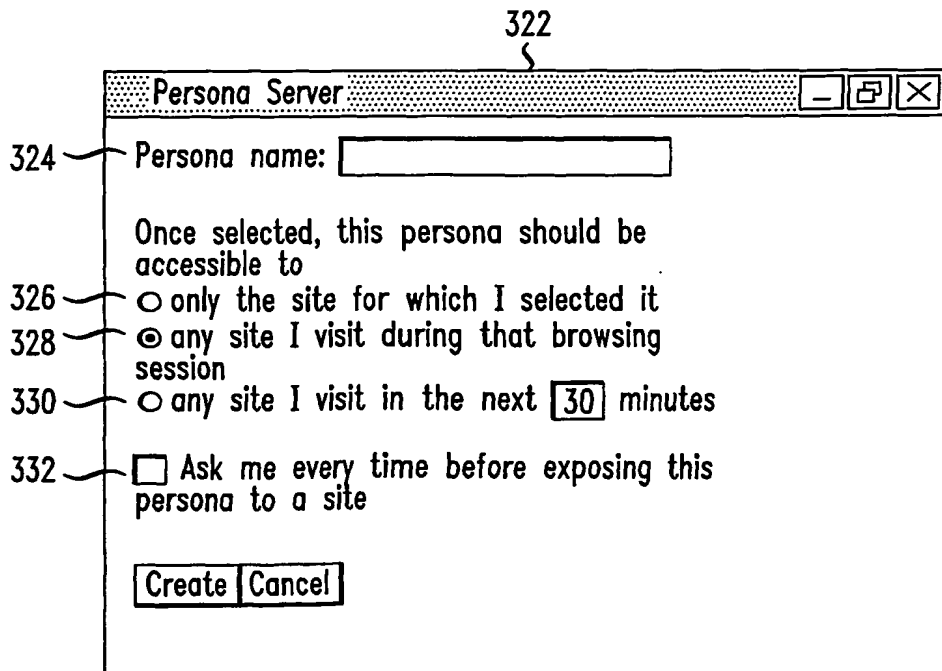 322
Persona Server
324 Persona name:
Once selected, this persona should be
accessible to
326 only the site for which I selected it
328 any site I visit during that browsing
session
330 any site I visit in the next 30 minutes
332 Ask me every time before exposing this
persona to a site
Create Cancel